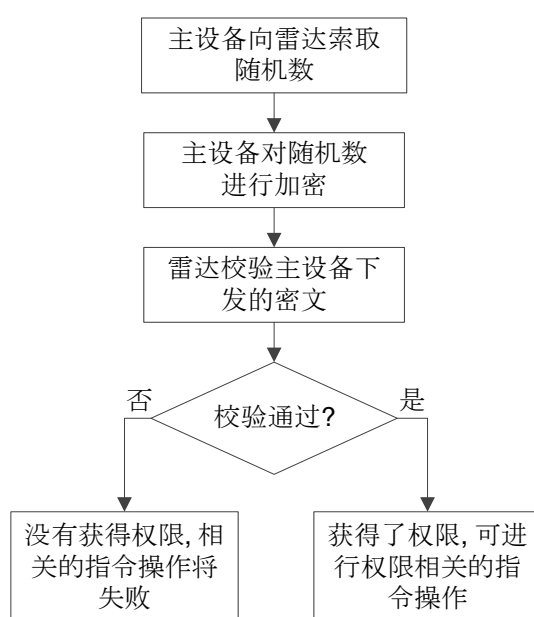 主设备向雷达索取
随机数
主设备对随机数
进行加密
雷达校验主设备下
发的密文
校验通过?
否
是
没有获得权限, 相
关的指令操作将
失败
获得了权限, 可进
行权限相关的指
令操作